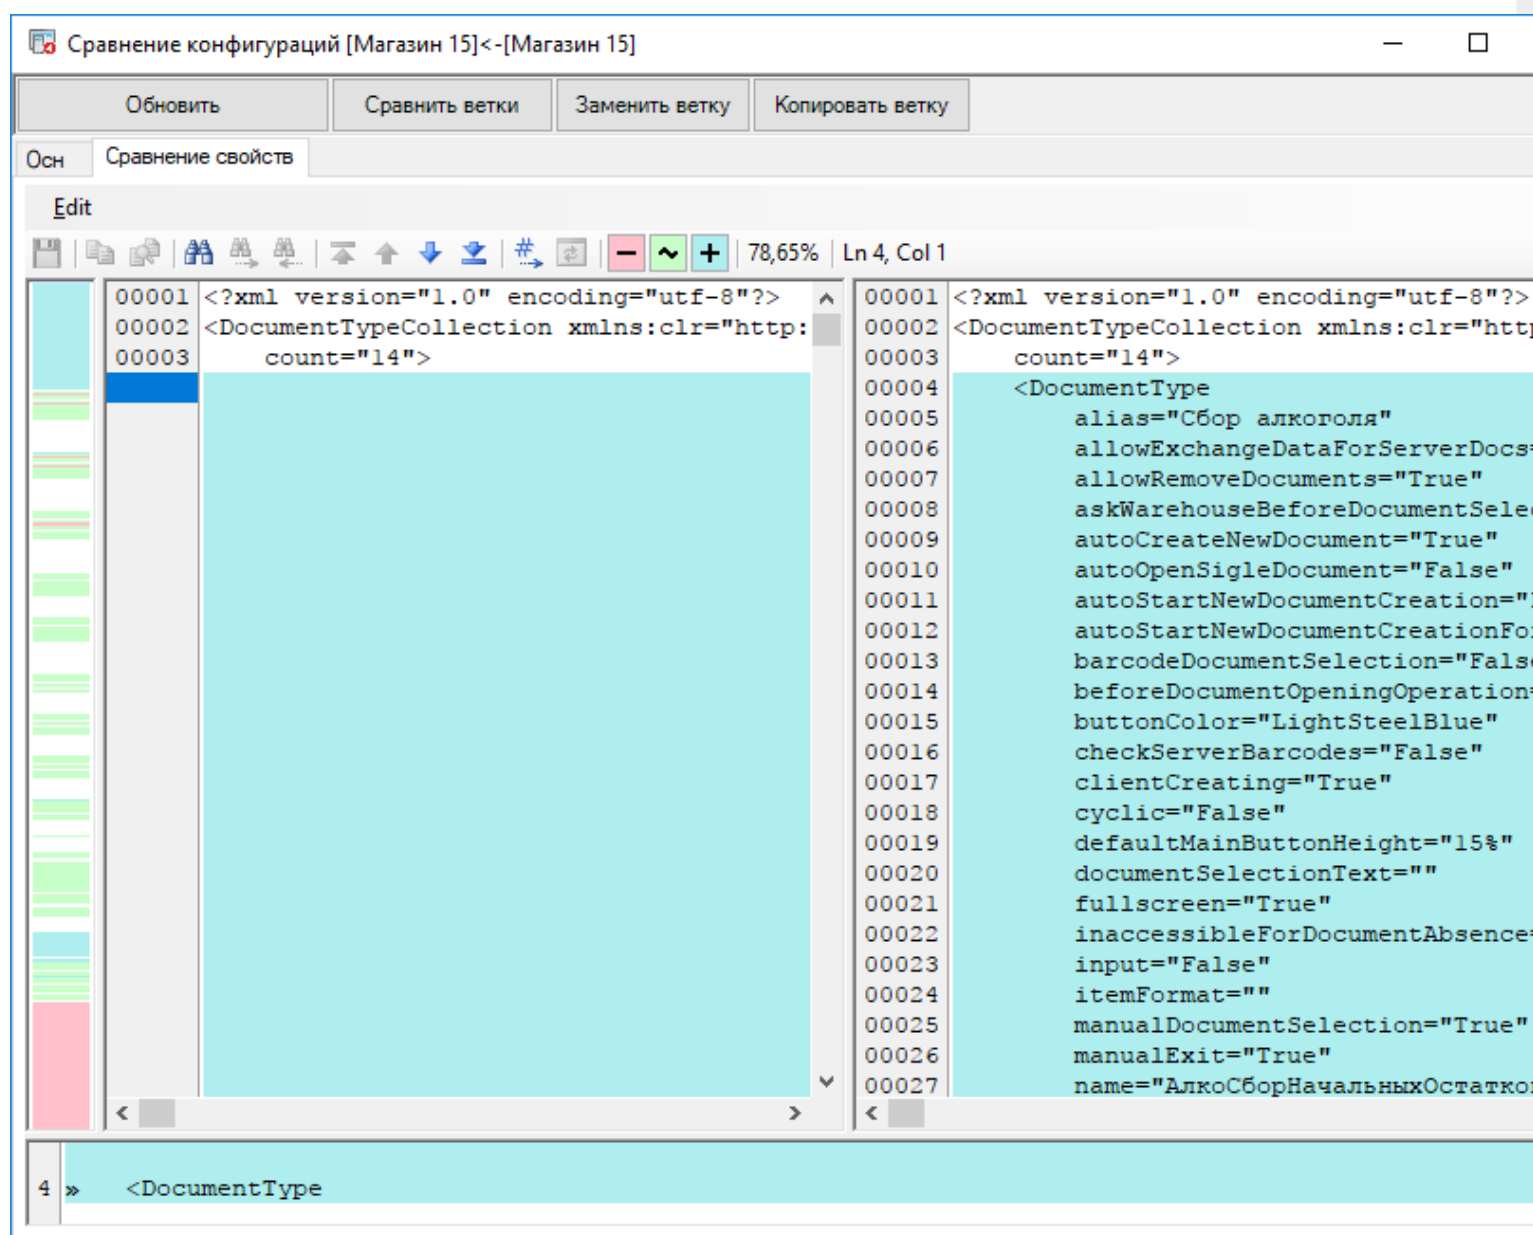 Сравнение конфигураций [Магазин 15]<-[Магазин 15]
Обновить Сравнить ветки Заменить ветку Копировать ветку
Осн Сравнение свойств
Edit
78,65% Ln 4, Col 1
00001 <?xml version="1.0" encoding="utf-8"?>
00002 <DocumentTypeCollection xmlns:clr="http:
00003 count="14">
00001 <?xml version="1.0" encoding="utf-8"?>
00002 <DocumentTypeCollection xmlns:clr="http
00003 count="14">
00004 <DocumentType
00005 alias="Сбор алкоголя"
00006 allowExchangeDataForServerDocs=
00007 allowRemoveDocuments="True"
00008 askWarehouseBeforeDocumentSelec
00009 autoCreateNewDocument="True"
00010 autoOpenSigleDocument="False"
00011 autoStartNewDocumentCreation="
00012 autoStartNewDocumentCreationFor
00013 barcodeDocumentSelection="False
00014 beforeDocumentOpeningOperation=
00015 buttonColor="LightSteelBlue"
00016 checkServerBarcodes="False"
00017 clientCreating="True"
00018 cyclic="False"
00019 defaultMainButtonHeight="15%"
00020 documentSelectionText=""
00021 fullscreen="True"
00022 inaccessibleForDocumentAbsence=
00023 input="False"
00024 itemFormat=""
00025 manualDocumentSelection="True"
00026 manualExit="True"
00027 name="АлкоСборНачальныхОстатков
4 » <DocumentType